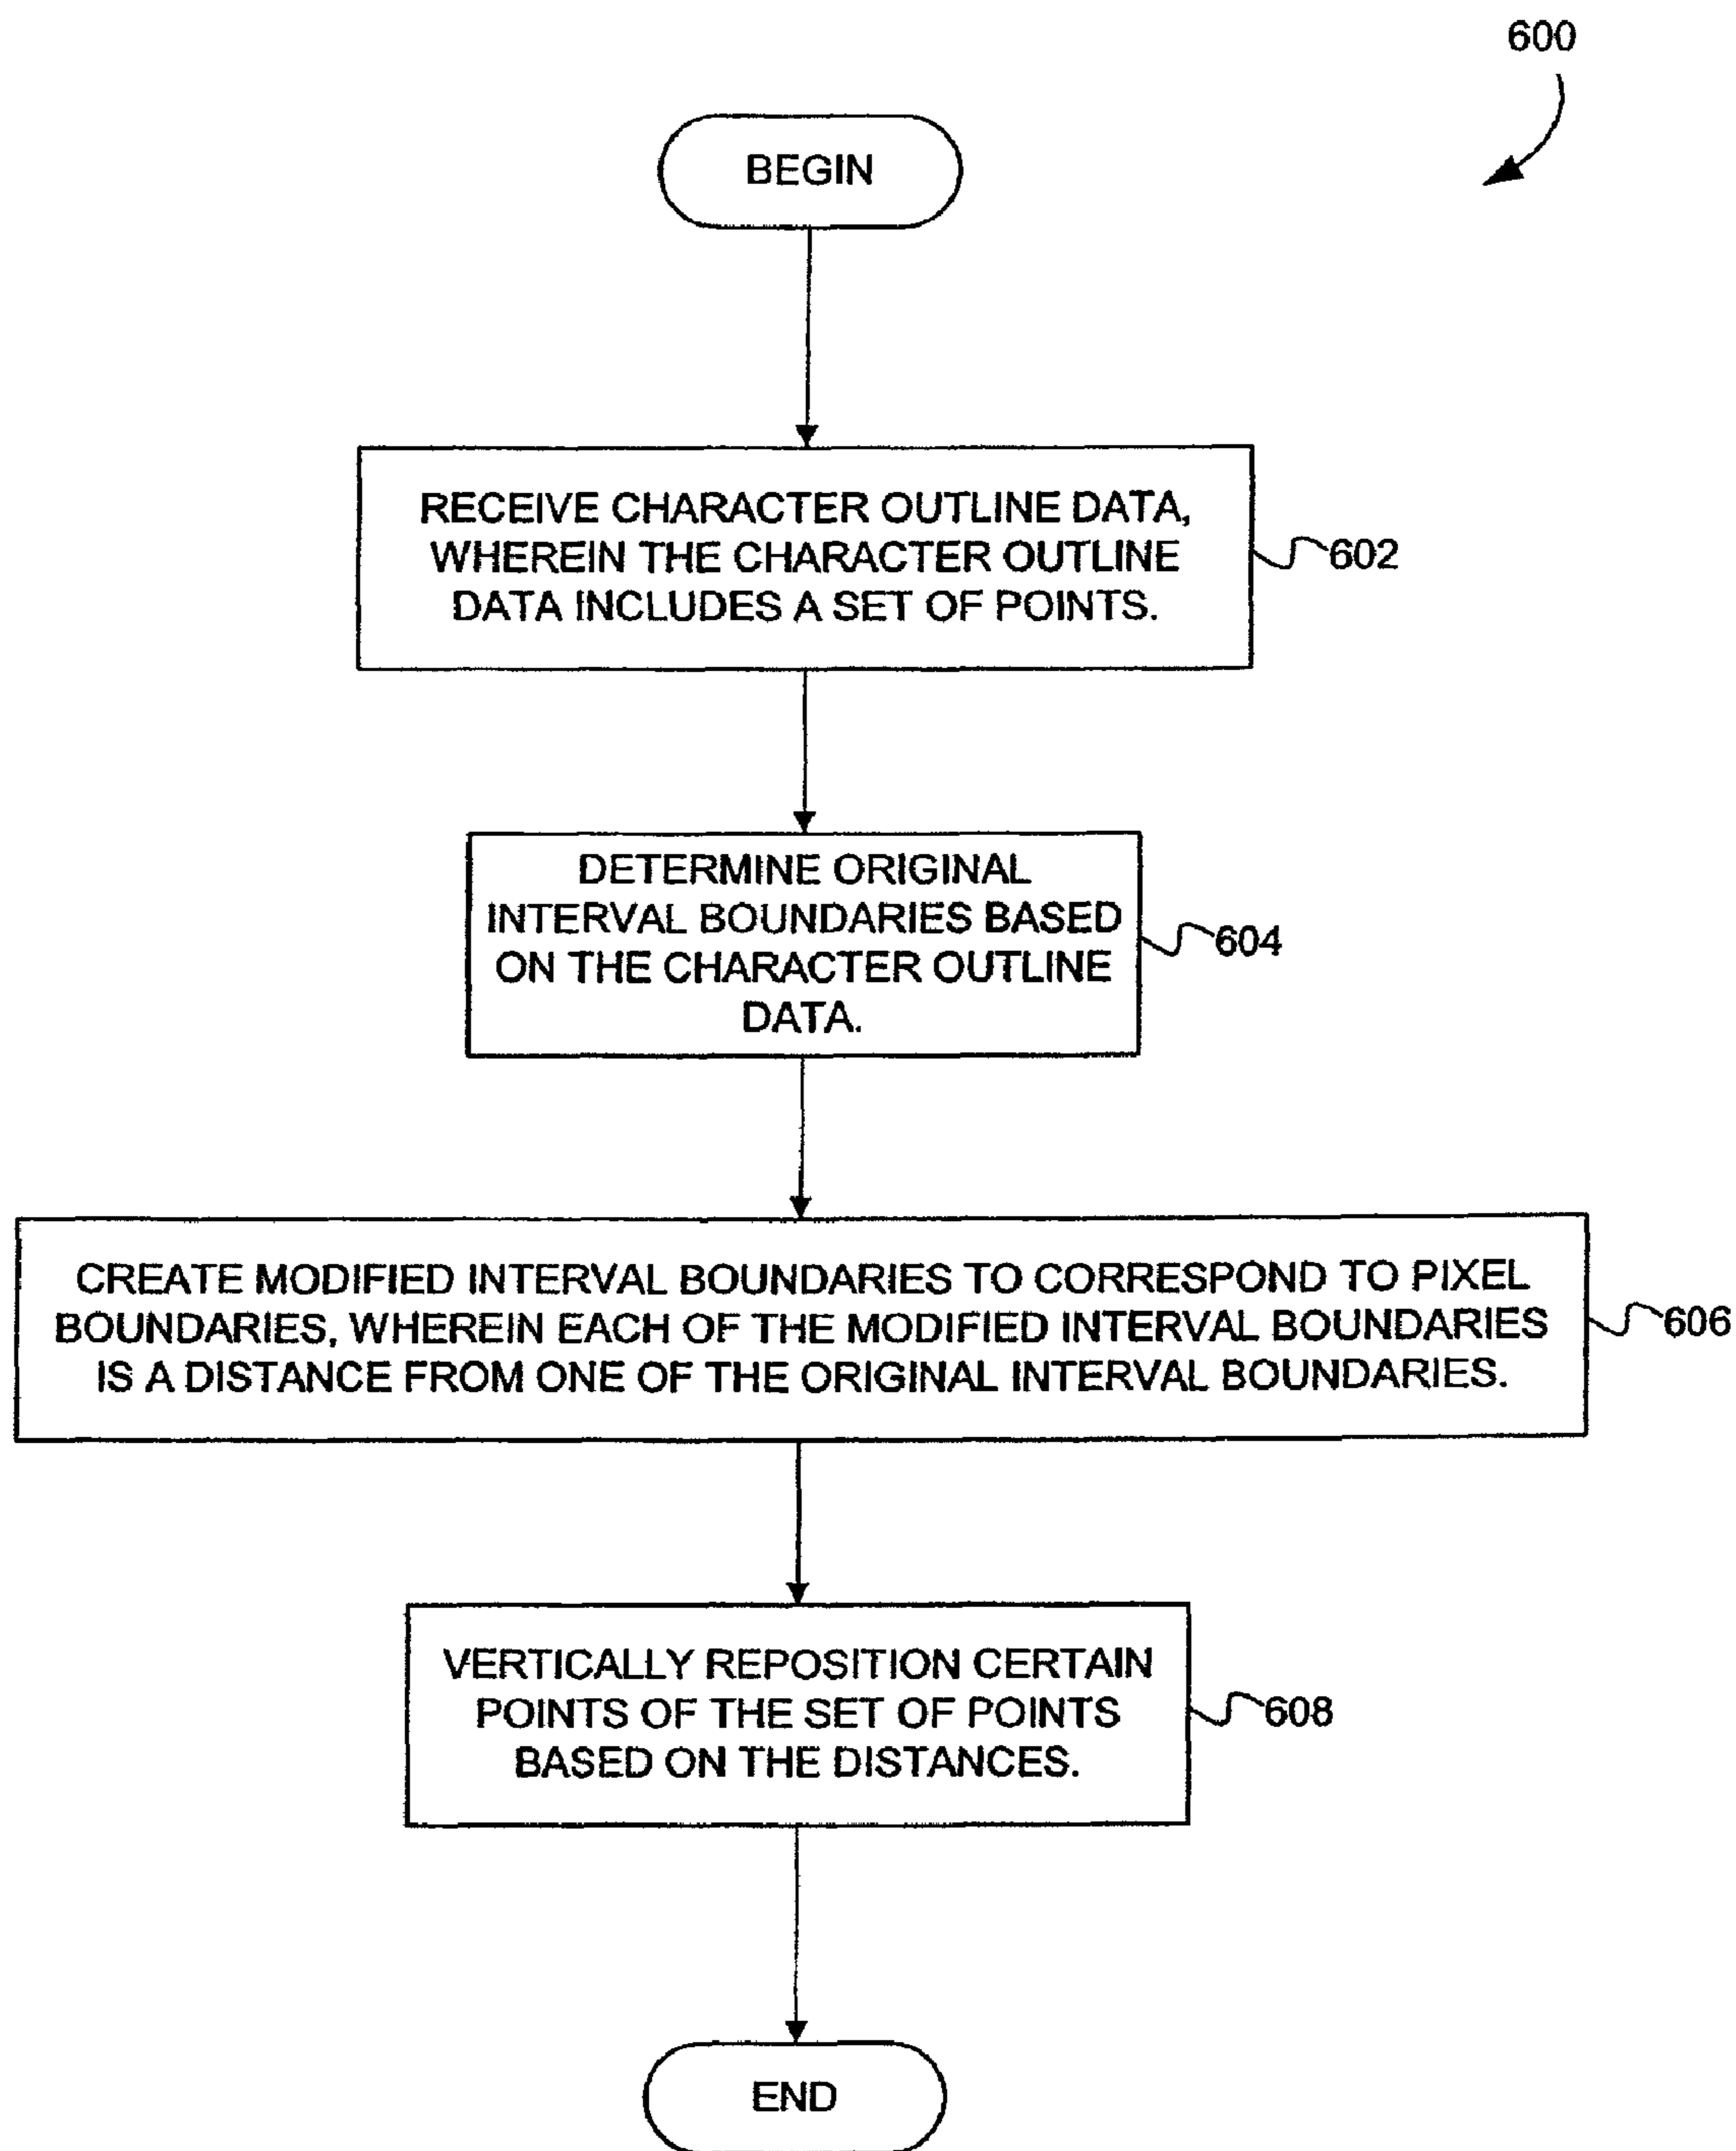 600
BEGIN
RECEIVE CHARACTER OUTLINE DATA,
WHEREIN THE CHARACTER OUTLINE
DATA INCLUDES A SET OF POINTS.
602
DETERMINE ORIGINAL
INTERVAL BOUNDARIES BASED
ON THE CHARACTER OUTLINE
DATA.
604
CREATE MODIFIED INTERVAL BOUNDARIES TO CORRESPOND TO PIXEL
BOUNDARIES, WHEREIN EACH OF THE MODIFIED INTERVAL BOUNDARIES
IS A DISTANCE FROM ONE OF THE ORIGINAL INTERVAL BOUNDARIES.
606
VERTICALLY REPOSITION CERTAIN
POINTS OF THE SET OF POINTS
BASED ON THE DISTANCES.
608
END